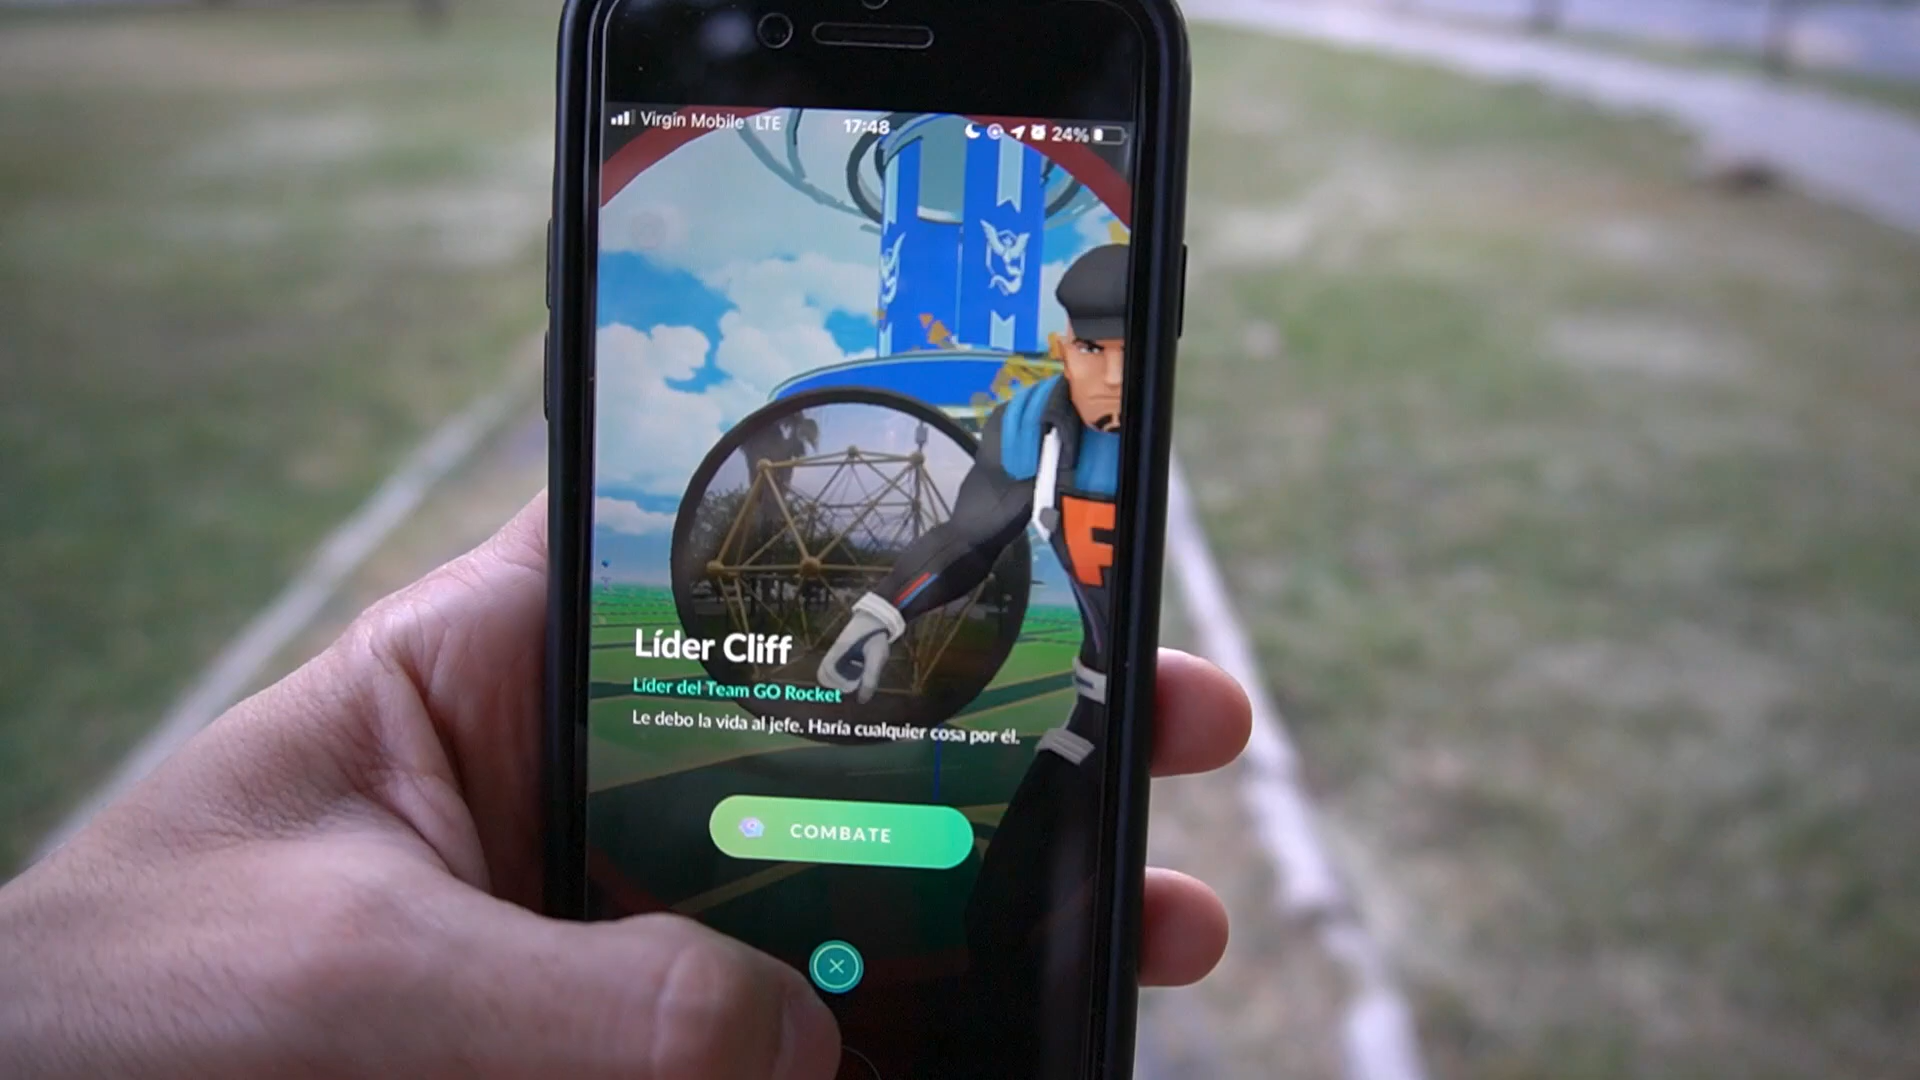 Virgin Mobile LTE 17:48 24%
F
Líder Cliff
Líder del Team GO Rocket
Le debo la vida al jefe. Haría cualquier cosa por él.
COMBATE